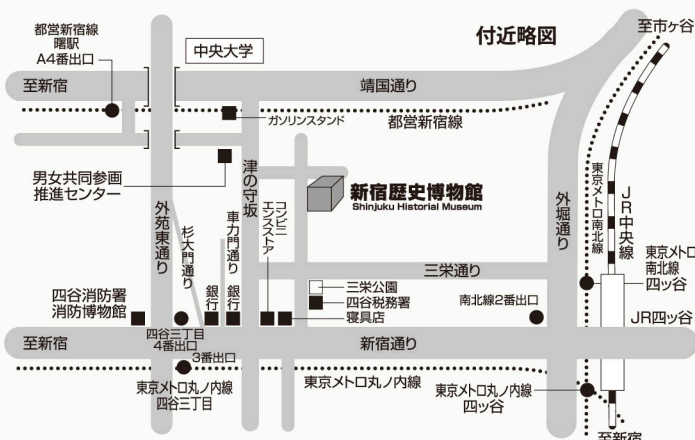 付近略図
至市ヶ谷
都営新宿線
曙駅
A4番出口
中央大学
至新宿
靖国通り
ガソリンスタンド
都営新宿線
男女共同参画
推進センター
津の守坂
新宿歴史博物館
Shinjuku Historial Museum
外苑東通り
杉大門通り
車力門通り
コンビニ
エンスストア
外堀通り
東京メトロ南北線
JR中央線
東京メトロ
南北線
四ッ谷
三栄通り
三栄公園
四谷税務署
寝具店
銀行
銀行
四谷消防署
消防博物館
南北線2番出口
四谷三丁目
4番出口
JR四ッ谷
至新宿
新宿通り
3番出口
東京メトロ丸ノ内線
四谷三丁目
東京メトロ丸ノ内線
東京メトロ丸ノ内線
四ッ谷
至新宿